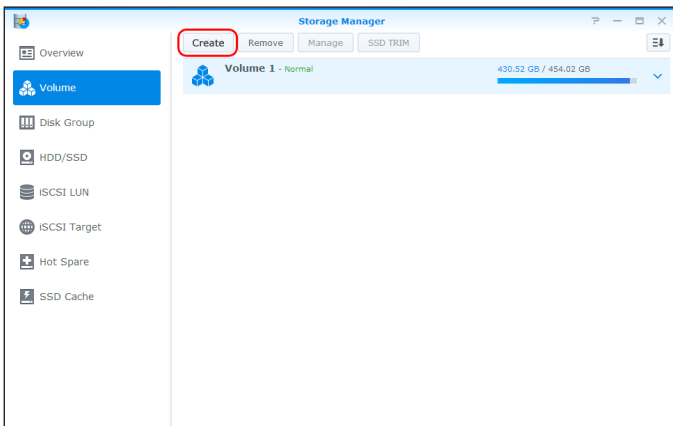 Storage Manager
Overview
Volume
Disk Group
HDD/SSD
iSCSI LUN
iSCSI Target
Hot Spare
SSD Cache
Create Remove Manage SSD TRIM
Volume 1 - Normal 430.52 GB / 454.02 GB